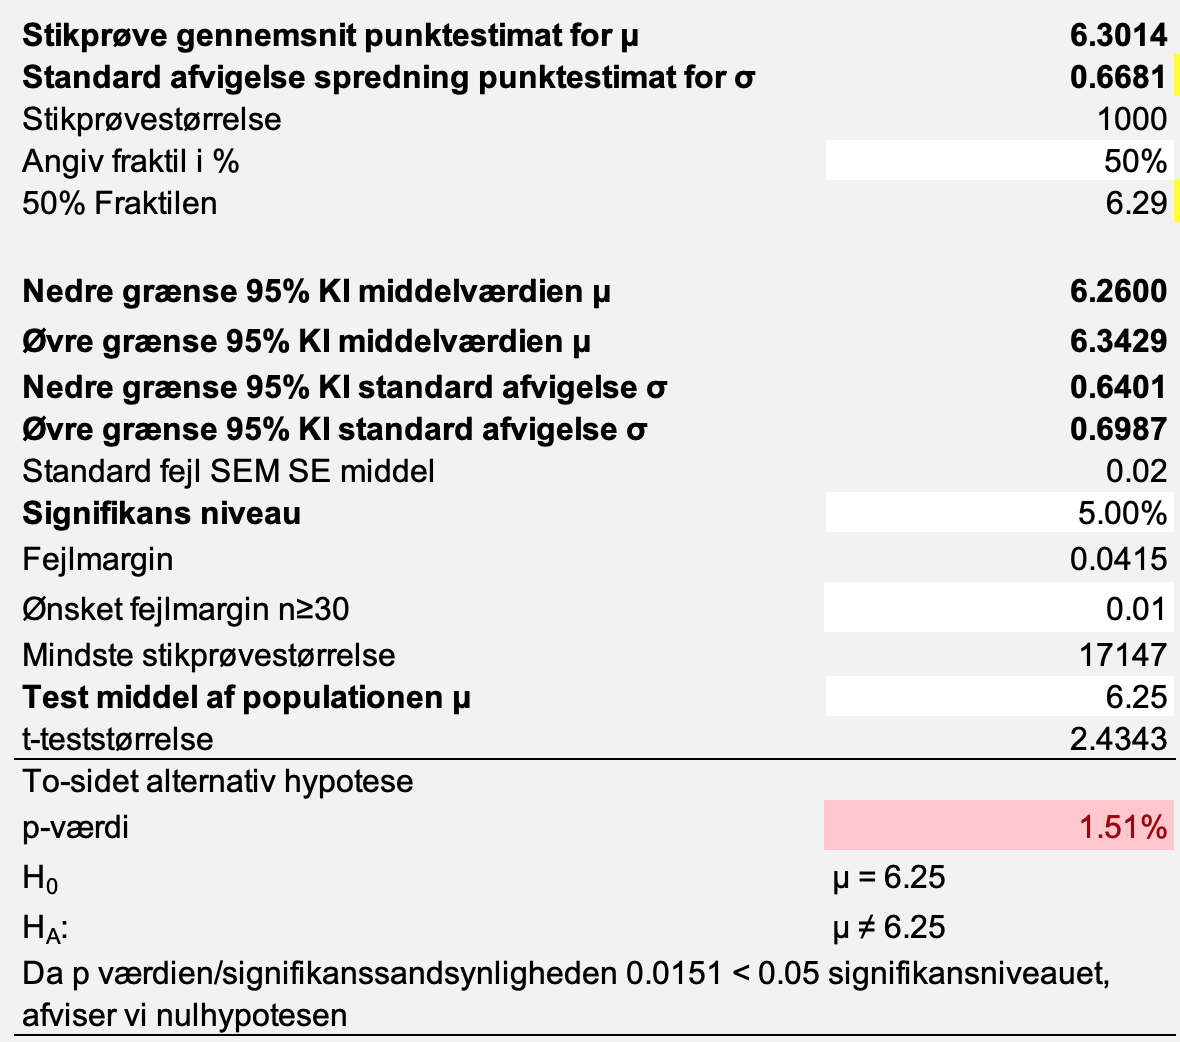 Stikprøve gennemsnit punktestimat for μ 6.3014
Standard afvigelse spredning punktestimat for σ 0.6681
Stikprøvestørrelse 1000
Angiv fraktil i % 50%
50% Fraktilen 6.29
Nedre grænse 95% KI middelværdien μ 6.2600
Øvre grænse 95% KI middelværdien μ 6.3429
Nedre grænse 95% KI standard afvigelse σ 0.6401
Øvre grænse 95% KI standard afvigelse σ 0.6987
Standard fejl SEM SE middel 0.02
Signifikans niveau 5.00%
Fejlmargin 0.0415
Ønsket fejlmargin n≥30 0.01
Mindste stikprøvestørrelse 17147
Test middel af populationen μ 6.25
t-teststørrelse 2.4343
To-sidet alternativ hypotese
p-værdi 1.51%
H₀ μ = 6.25
H_A: μ ≠ 6.25
Da p værdien/signifikanssandsynligheden 0.0151 < 0.05 signifikansniveauet,
afviser vi nulhypotesen